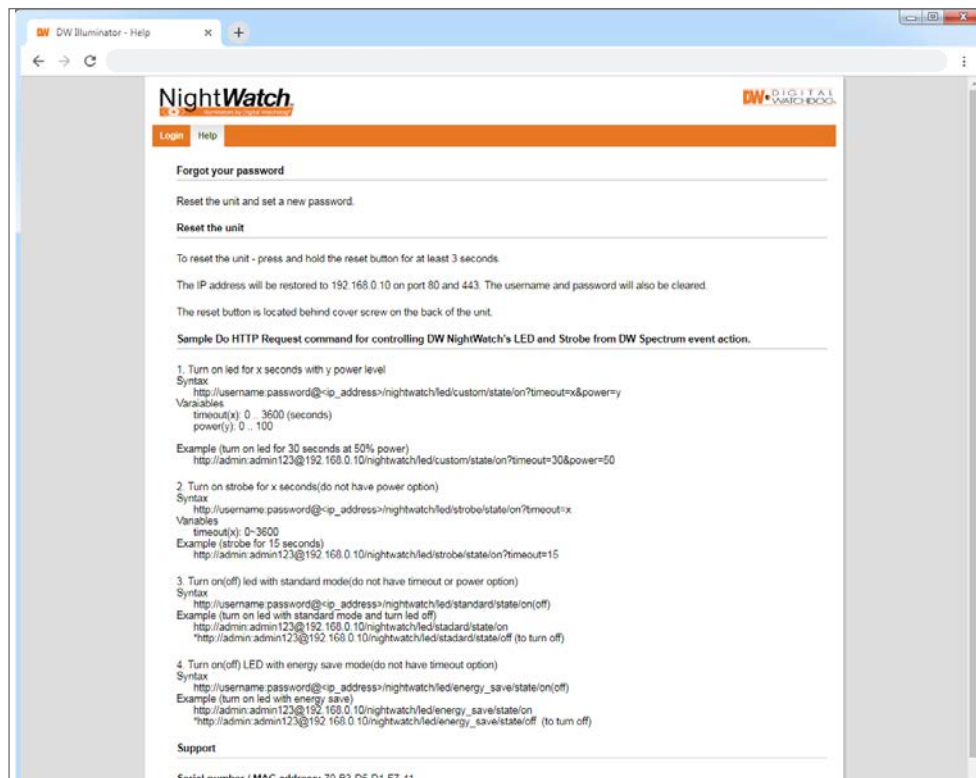 DW Illuminator - Help
NightWatch
Illuminators by Digital Watchdog
DW DIGITAL WATCHDOG
Login Help
Forgot your password
Reset the unit and set a new password.
Reset the unit
To reset the unit - press and hold the reset button for at least 3 seconds.
The IP address will be restored to 192.168.0.10 on port 80 and 443. The username and password will also be cleared.
The reset button is located behind cover screw on the back of the unit.
Sample Do HTTP Request command for controlling DW NightWatch's LED and Strobe from DW Spectrum event action.
1. Turn on led for x seconds with y power level
Syntax
http://username:password@<ip_address>/nightwatch/led/custom/state/on?timeout=x&power=y
Varaiables
timeout(x): 0 .. 3600 (seconds)
power(y): 0 .. 100
Example (turn on led for 30 seconds at 50% power)
http://admin:admin123@192.168.0.10/nightwatch/led/custom/state/on?timeout=30&power=50
2. Turn on strobe for x seconds(do not have power option)
Syntax
http://username:password@<ip_address>/nightwatch/led/strobe/state/on?timeout=x
Variables
timeout(x): 0~3600
Example (strobe for 15 seconds)
http://admin:admin123@192.168.0.10/nightwatch/led/strobe/state/on?timeout=15
3. Turn on(off) led with standard mode(do not have timeout or power option)
Syntax
http://username:password@<ip_address>/nightwatch/led/standard/state/on(off)
Example (turn on led with standard mode and turn led off)
http://admin:admin123@192.168.0.10/nightwatch/led/stadard/state/on
*http://admin:admin123@192.168.0.10/nightwatch/led/stadard/state/off (to turn off)
4. Turn on(off) LED with energy save mode(do not have timeout option)
Syntax
http://username:password@<ip_address>/nightwatch/led/energy_save/state/on(off)
Example (turn on led with energy save)
http://admin:admin123@192.168.0.10/nightwatch/led/energy_save/state/on
*http://admin:admin123@192.168.0.10/nightwatch/led/energy_save/state/off (to turn off)
Support
Serial number / MAC address: